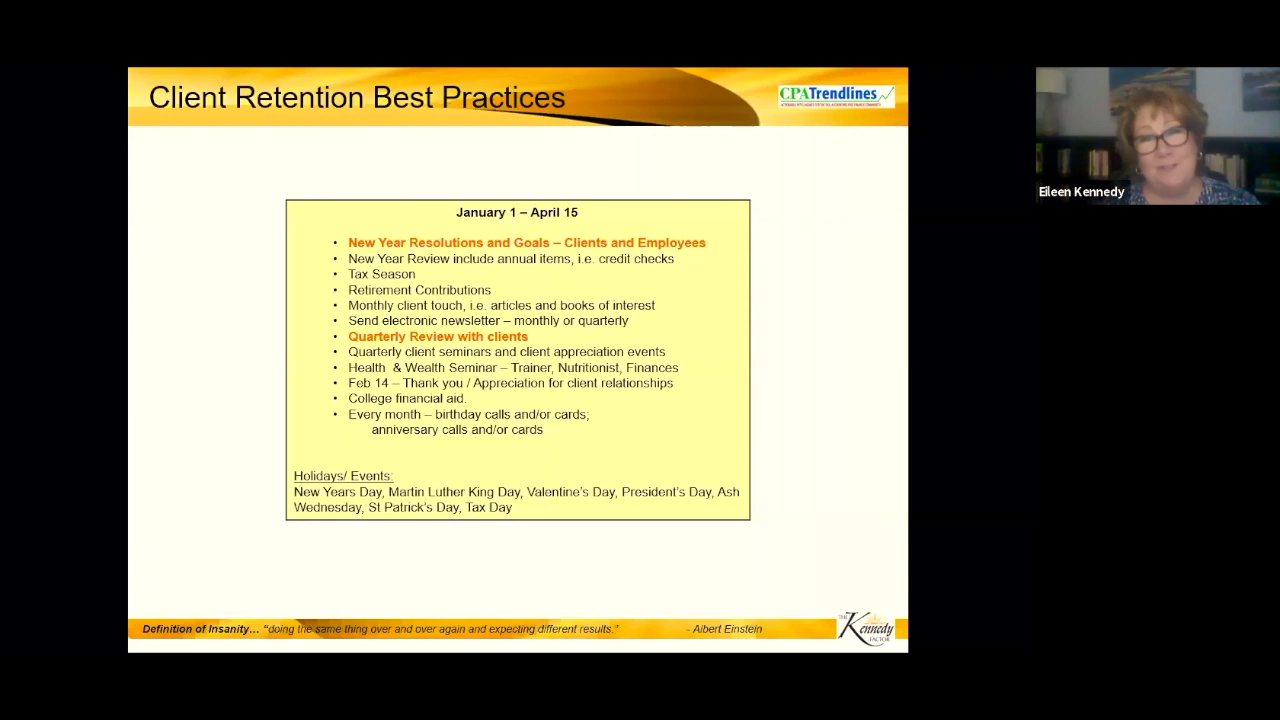 Client Retention Best Practices
CPATrendlines
Eileen Kennedy
January 1 – April 15
• New Year Resolutions and Goals – Clients and Employees
• New Year Review include annual items, i.e. credit checks
• Tax Season
• Retirement Contributions
• Monthly client touch, i.e. articles and books of interest
• Send electronic newsletter – monthly or quarterly
• Quarterly Review with clients
• Quarterly client seminars and client appreciation events
• Health & Wealth Seminar – Trainer, Nutritionist, Finances
• Feb 14 – Thank you / Appreciation for client relationships
• College financial aid.
• Every month – birthday calls and/or cards;
anniversary calls and/or cards
Holidays/ Events:
New Years Day, Martin Luther King Day, Valentine's Day, President's Day, Ash
Wednesday, St Patrick's Day, Tax Day
Definition of Insanity... "doing the same thing over and over again and expecting different results." - Albert Einstein
THE
Kennedy
FACTOR